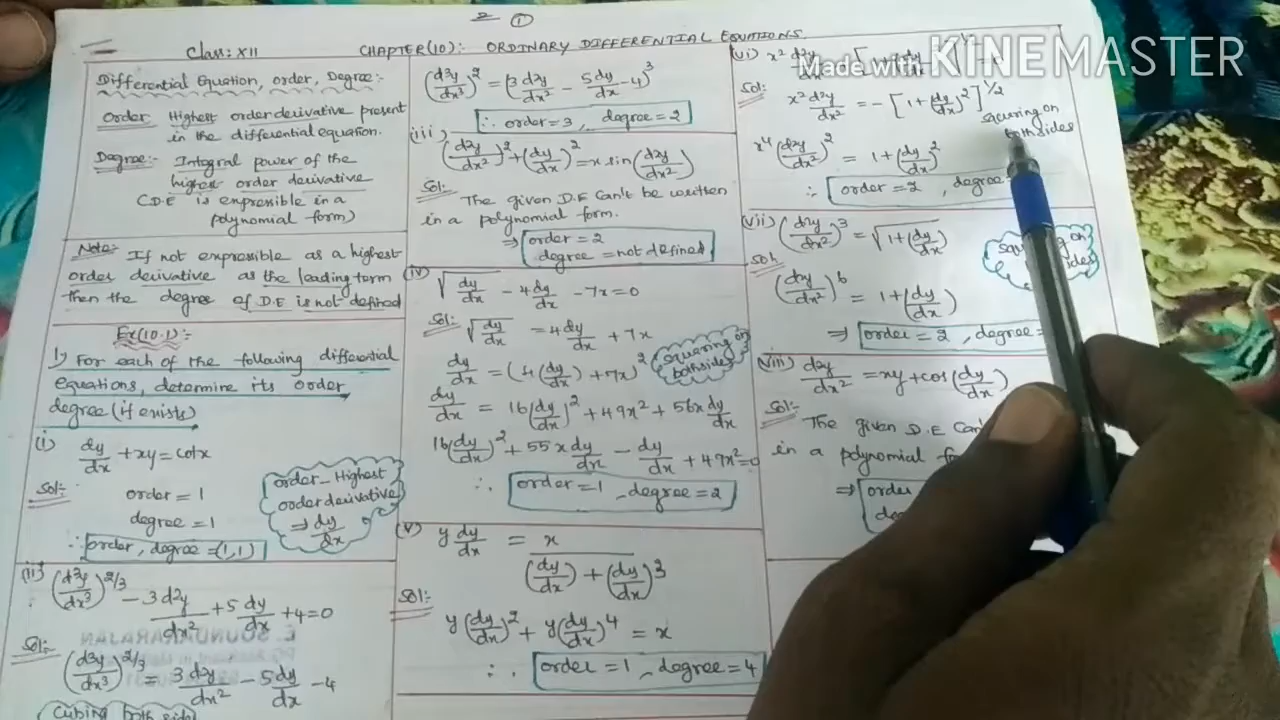 2 ①
Class: XII CHAPTER(10): ORDINARY DIFFERENTIAL EQUATIONS
Made with KINEMASTER
Differential Equation, order, Degree:-
Order: Highest order derivative present
in the differential equation.
Degree:- Integral power of the
higher order derivative
(D.E is expressible in a
polynomial form)
Note:- If not expressible as a highest
order derivative as the leading term
then the degree of D.E is not defined
Ex(10.1):-
1) For each of the following differential
Equations, determine its order
degree (if exists)
(i) dy/dx + xy = cotx
Sol:- order = 1
degree = 1
∴ order, degree = (1,1)
order - Highest
order derivative
⇒ dy/dx
(ii) (d³y/dx³)^2/3 - 3 d²y/dx² + 5 dy/dx + 4 = 0
Sol:- (d³y/dx³)^2/3 = 3 d²y/dx² - 5 dy/dx - 4
Cubing both side
(d³y/dx³)² = (3 d²y/dx² - 5 dy/dx - 4)³
∴ order = 3, degree = 2
(iii) (d²y/dx²)² + (dy/dx)² = x sin(d²y/dx²)
Sol:- The given D.E Can't be written
in a polynomial form.
⇒ order = 2
degree = not defined
(iv) √dy/dx - 4 dy/dx - 7x = 0
Sol:- √dy/dx = 4 dy/dx + 7x
dy/dx = (4(dy/dx) + 7x)²
squaring on
bothsides
dy/dx = 16(dy/dx)² + 49x² + 56x dy/dx
16(dy/dx)² + 55x dy/dx - dy/dx + 49x² = 0
∴ order = 1, degree = 2
(v) y dy/dx = x/((dy/dx) + (dy/dx)³)
Sol:- y(dy/dx)² + y(dy/dx)⁴ = x
∴ order = 1, degree = 4
(vi) x² d²y
Sol: x² d²y/dx² = - [1 + (dy/dx)²]^1/2
squring on
bothsides
x⁴ (d²y/dx²)² = 1 + (dy/dx)²
∴ order = 2, degree
(vii) (d²y/dx²)³ = √1 + (dy/dx)
Sol. (d²y/dx²)⁶ = 1 + (dy/dx)
⇒ order = 2, degree =
(viii) d²y/dx² = xy + cos(dy/dx)
Sol:- The given D.E Can't
in a polynomial
⇒ order